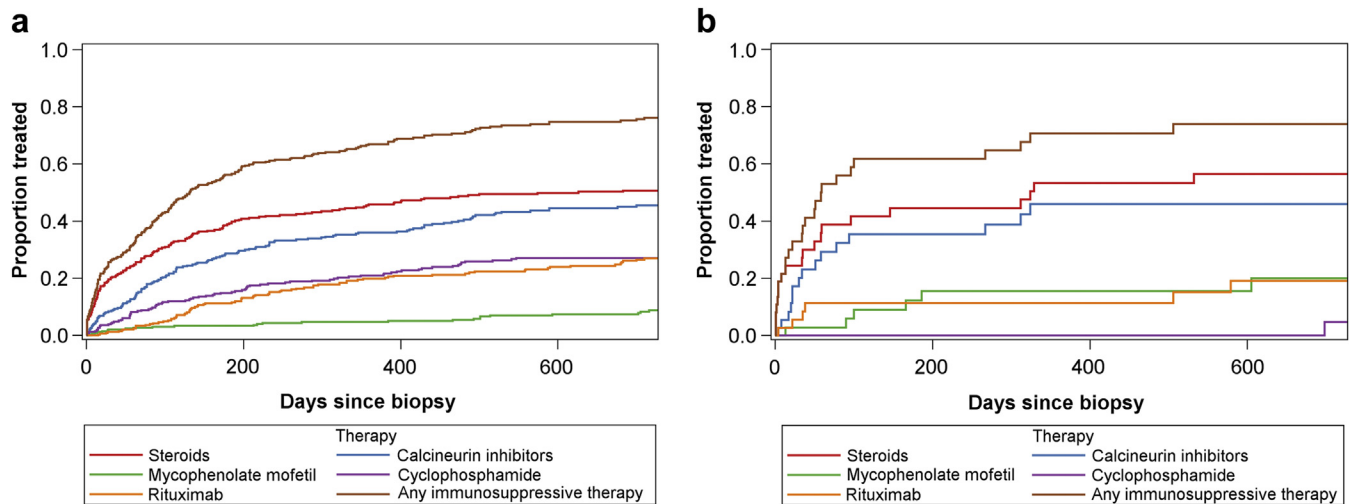 a
1.0
0.8
0.6
0.4
0.2
0.0
Proportion treated
0 200 400 600
Days since biopsy
Therapy
Steroids Calcineurin inhibitors
Mycophenolate mofetil Cyclophosphamide
Rituximab Any immunosuppressive therapy
b
1.0
0.8
0.6
0.4
0.2
0.0
Proportion treated
0 200 400 600
Days since biopsy
Therapy
Steroids Calcineurin inhibitors
Mycophenolate mofetil Cyclophosphamide
Rituximab Any immunosuppressive therapy